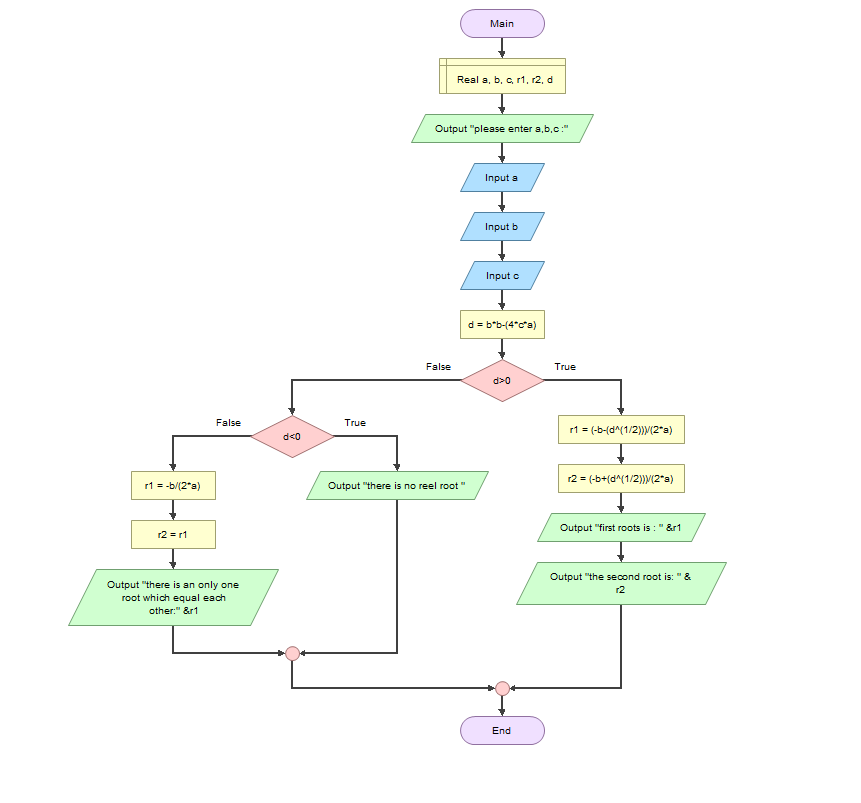 Main
Real a, b, c, r1, r2, d
Output "please enter a,b,c :"
Input a
Input b
Input c
d = b*b-(4*c*a)
False
True
d>0
False
True
d<0
r1 = (-b-(d^(1/2)))/(2*a)
r2 = (-b+(d^(1/2)))/(2*a)
r1 = -b/(2*a)
Output "there is no reel root "
r2 = r1
Output "first roots is : " &r1
Output "there is an only one
root which equal each
other:" &r1
Output "the second root is: " &
r2
End